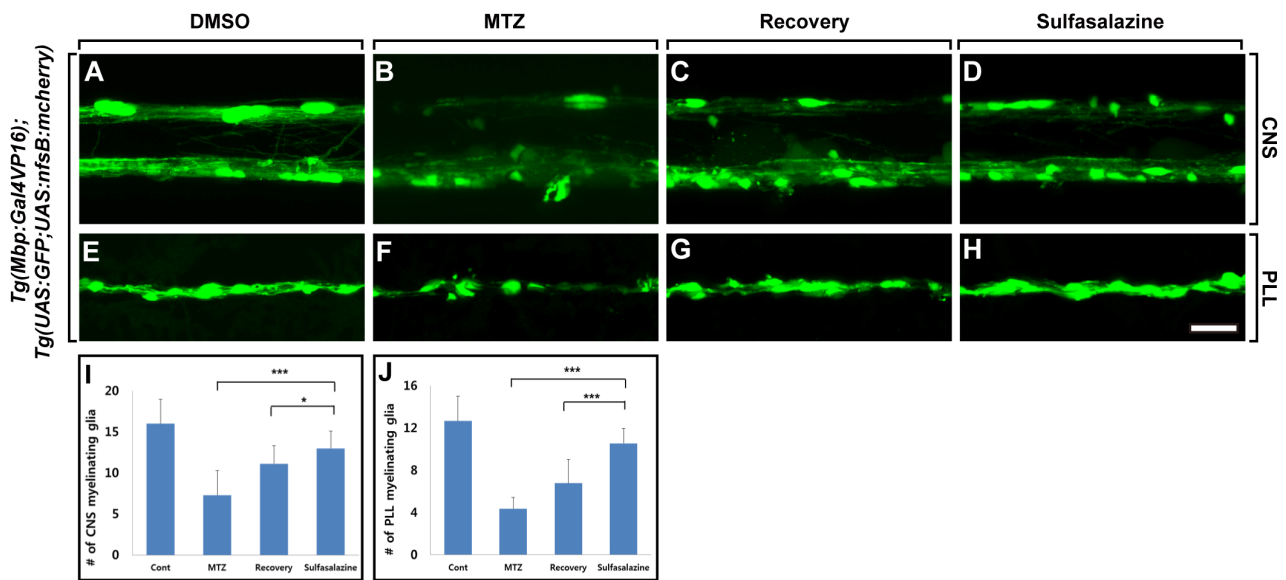 DMSO
MTZ
Recovery
Sulfasalazine
Tg(Mbp:Gal4VP16);
Tg(UAS:GFP;UAS:nfsB:mcherry)
A
B
C
D
CNS
E
F
G
H
PLL
I
# of CNS myelinating glia
20
15
10
5
0
***
*
Cont
MTZ
Recovery
Sulfasalazine
J
# of PLL myelinating glia
16
12
8
4
0
***
***
Cont
MTZ
Recovery
Sulfasalazine